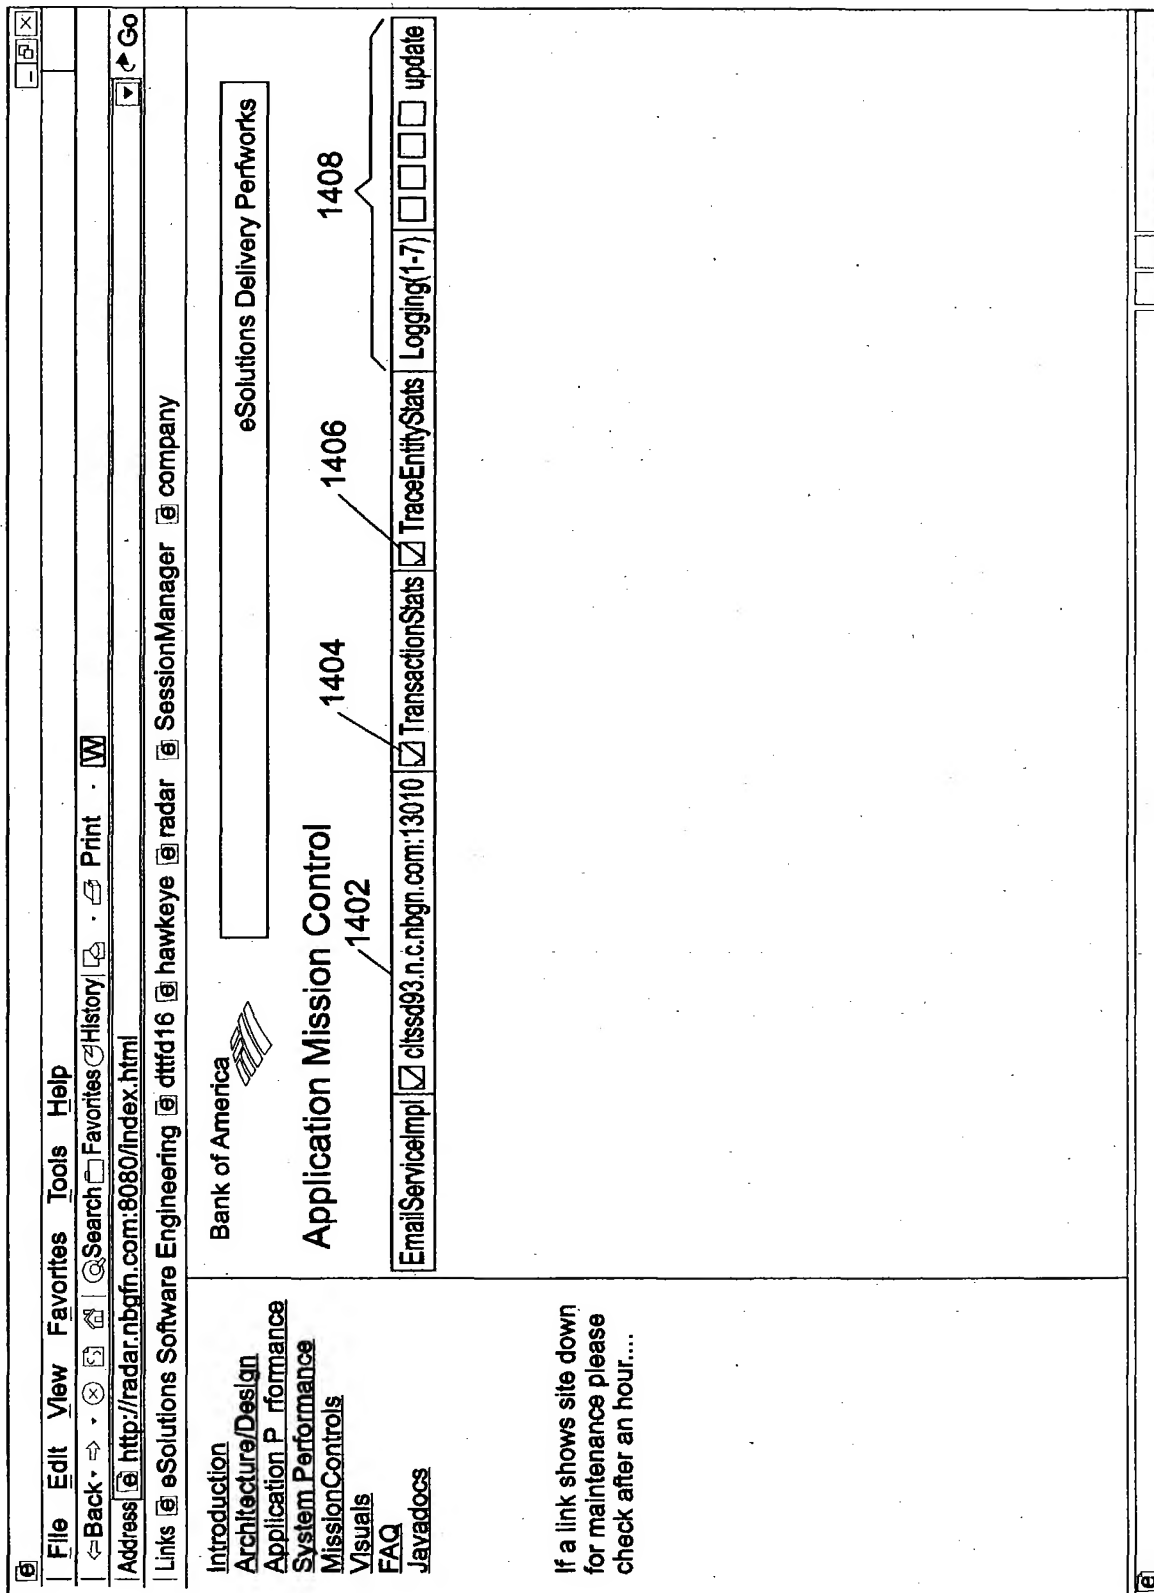 File Edit View Favorites Tools Help
Back Search Favorites History Print W
Address http://radar.nbgfn.com:8080/index.html Go
Links eSolutions Software Engineering dttfd16 hawkeye radar SessionManager company
Introduction
Architecture/Design
Application P rformance
System Performance
MissionControls
Visuals
FAQ
Javadocs
If a link shows site down
for maintenance please
check after an hour....
Bank of America
eSolutions Delivery Perfworks
Application Mission Control
1402
1404
1406
1408
EmailServiceImpl cltssd93.n.c.nbgn.com:13010 TransactionStats TraceEntityStats Logging(1-7) update